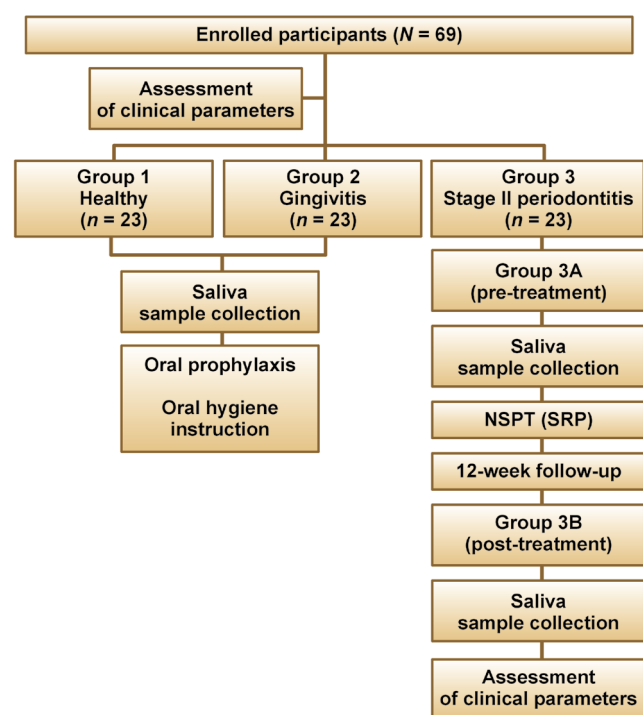 Enrolled participants (N = 69)
Assessment
of clinical parameters
Group 1
Healthy
(n = 23)
Group 2
Gingivitis
(n = 23)
Group 3
Stage II periodontitis
(n = 23)
Saliva
sample collection
Oral prophylaxis
Oral hygiene
instruction
Group 3A
(pre-treatment)
Saliva
sample collection
NSPT (SRP)
12-week follow-up
Group 3B
(post-treatment)
Saliva
sample collection
Assessment
of clinical parameters